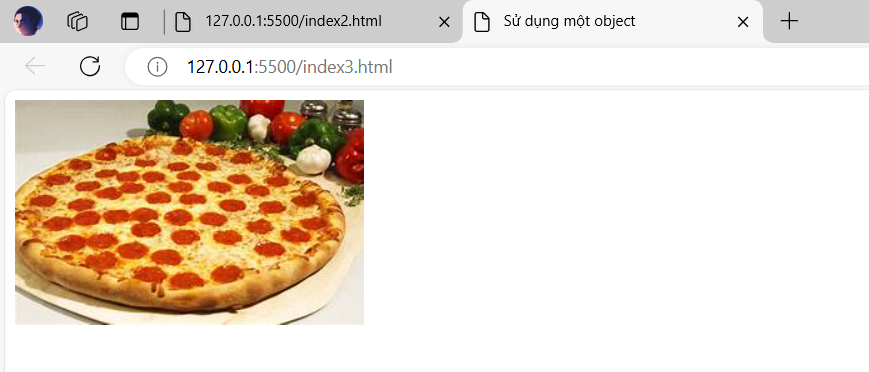 127.0.0.1:5500/index2.html
Sử dụng một object
127.0.0.1:5500/index3.html